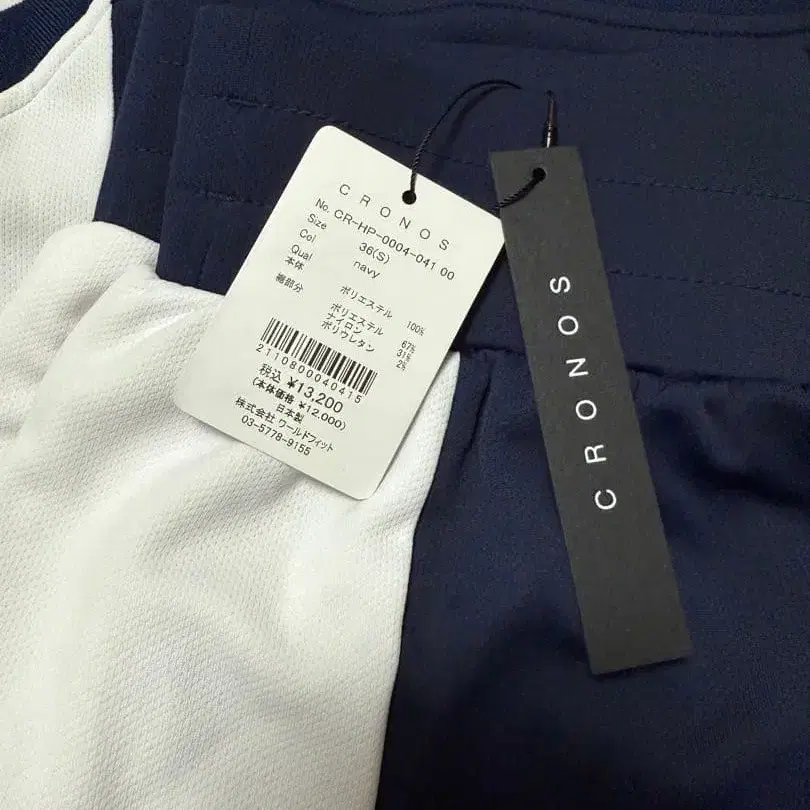 CRONOS
No. CR-HP-0004-041 00
Size 36(S)
Col navy
Qual
本体 ポリエステル 100%
裾部分 ポリエステル 67%
ナイロン 31%
ポリウレタン 2%
2110800040415
税込 ¥13,200
(本体価格 ¥12,000)
日本製
株式会社 ワールドフィット
03-5778-9155
CRONOS